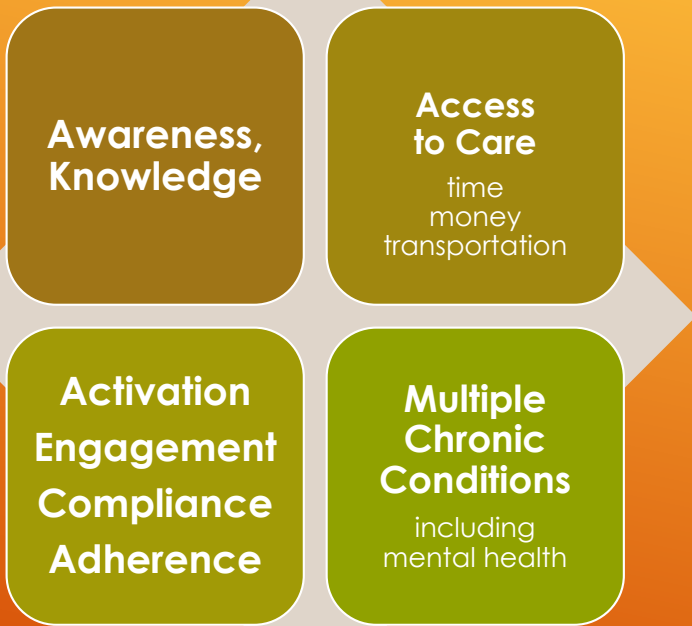 Awareness,
Knowledge
Access
to Care
time
money
transportation
Activation
Engagement
Compliance
Adherence
Multiple
Chronic
Conditions
including
mental health